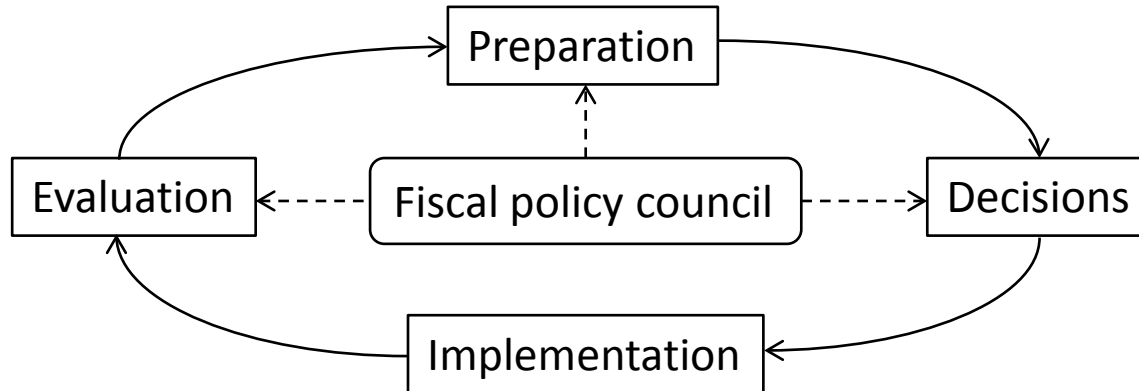 Preparation
Evaluation
Fiscal policy council
Decisions
Implementation